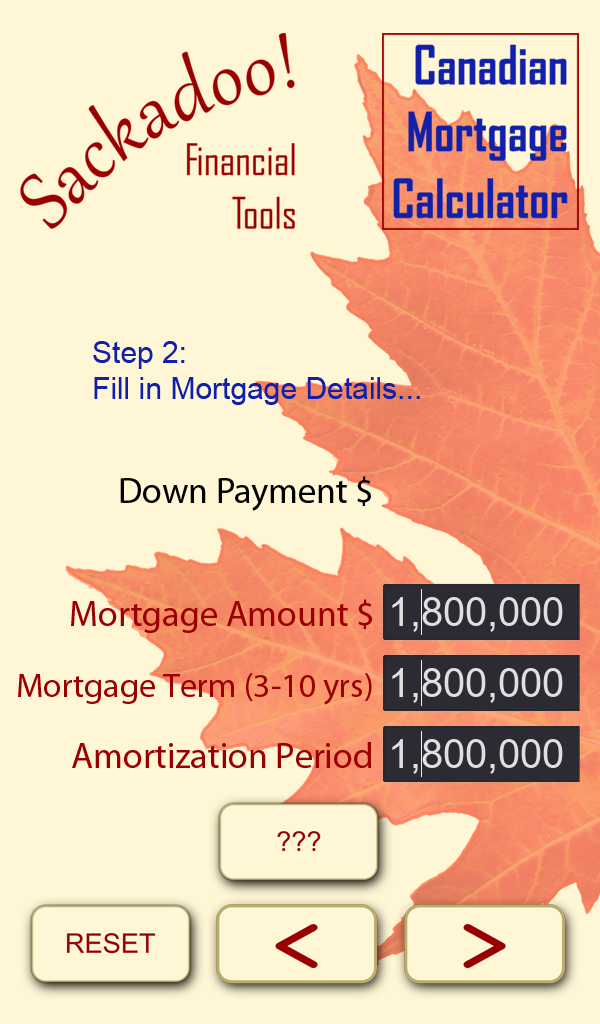 Sackadoo!
Financial
Tools
Canadian
Mortgage
Calculator
Step 2:
Fill in Mortgage Details...
Down Payment $
Mortgage Amount $ 1,800,000
Mortgage Term (3-10 yrs) 1,800,000
Amortization Period 1,800,000
???
RESET < >